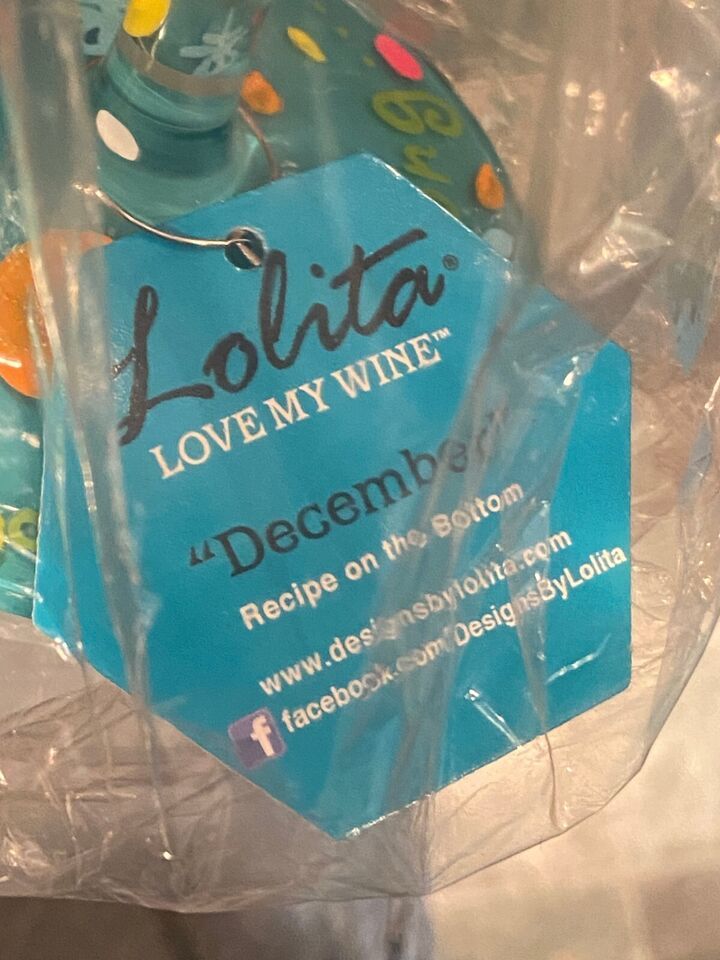 Lolita®
LOVE MY WINE™
"December"
Recipe on the Bottom
www.designsbylolita.com
f facebook.com/DesignsByLolita